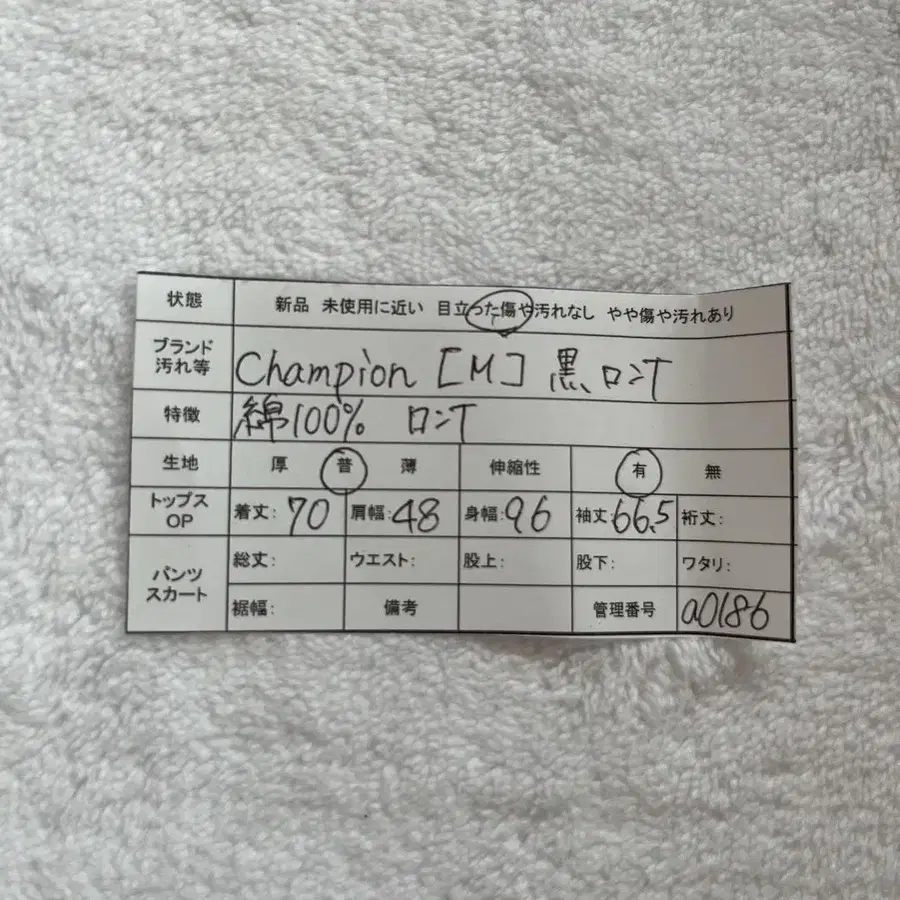 状態 新品 未使用に近い 目立った傷や汚れなし やや傷や汚れあり
ブランド
汚れ等 Champion [M] 黒 ロンT
特徴 綿100% ロンT
生地 厚 普 薄 伸縮性 有 無
トップス
OP 着丈:70 肩幅:48 身幅:96 袖丈:66.5 裄丈:
パンツ
スカート 総丈: ウエスト: 股上: 股下: ワタリ:
裾幅: 備考 管理番号 a0186